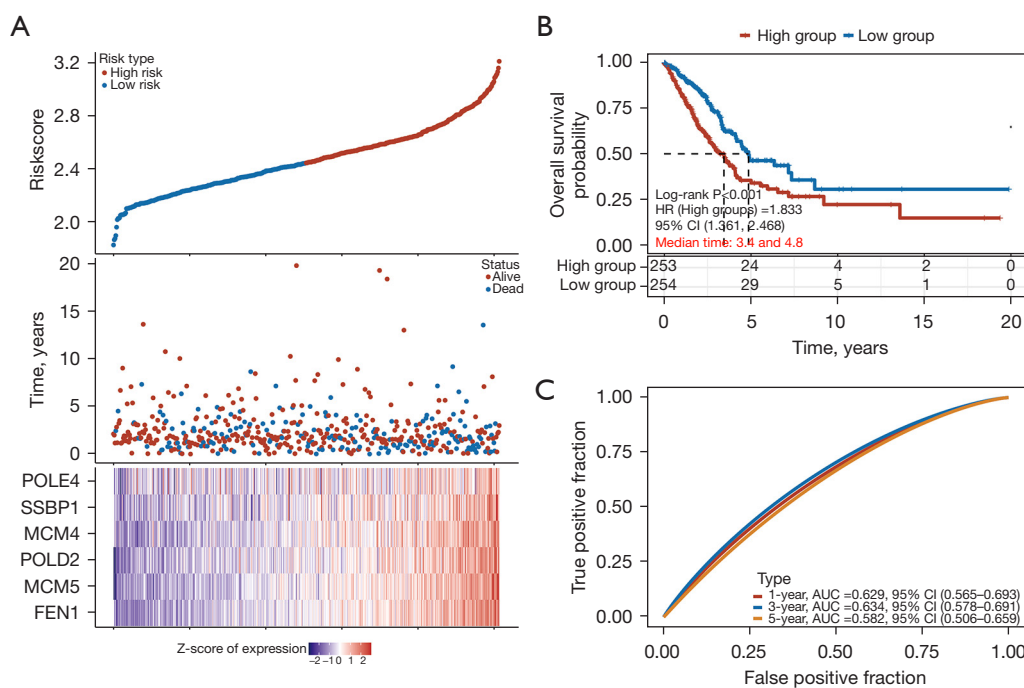 A
Riskscore
3.2
2.8
2.4
2.0
Risk type
High risk
Low risk
Time, years
20
15
10
5
0
Status
Alive
Dead
POLE4
SSBP1
MCM4
POLD2
MCM5
FEN1
Z-score of expression
−2 −1 0 1 2
B
High group Low group
Overall survival
probability
1.00
0.75
0.50
0.25
0.00
Log-rank P<0.001
HR (High groups) =1.833
95% CI (1.361, 2.468)
Median time: 3.4 and 4.8
High group 253 24 4 2 0
Low group 254 29 5 1 0
0 5 10 15 20
Time, years
C
True positive fraction
1.00
0.75
0.50
0.25
0.00
Type
1-year, AUC =0.629, 95% CI (0.565–0.693)
3-year, AUC =0.634, 95% CI (0.578–0.691)
5-year, AUC =0.582, 95% CI (0.506–0.659)
0.00 0.25 0.50 0.75 1.00
False positive fraction